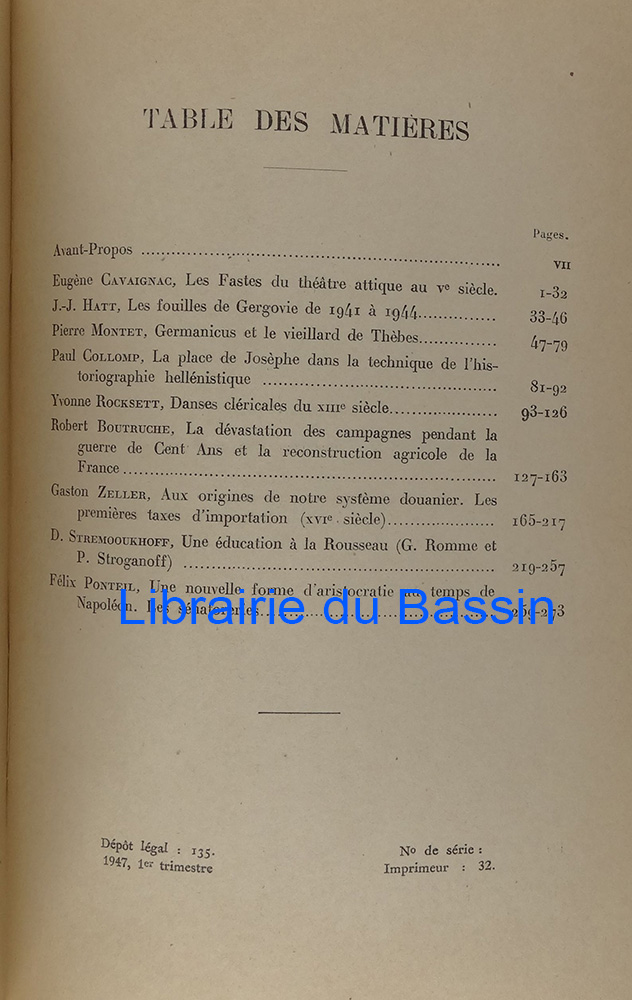 TABLE DES MATIÈRES
Pages.
Avant-Propos ........................ VII
Eugène CAVAIGNAC, Les Fastes du théâtre attique au Ve siècle. 1-32
J.-J. HATT, Les fouilles de Gergovie de 1941 à 1944............... 33-46
Pierre MONTET, Germanicus et le vieillard de Thèbes............... 47-79
Paul COLLOMP, La place de Josèphe dans la technique de l'his-
toriographie hellénistique ........................ 81-92
Yvonne ROCKSETT, Danses cléricales du XIIIe siècle..................... 93-126
Robert BOUTRUCHE, La dévastation des campagnes pendant la
guerre de Cent Ans et la reconstruction agricole de la
France ........................ 127-163
Gaston ZELLER, Aux origines de notre système douanier. Les
premières taxes d'importation (XVIe siècle)..................... 165-217
D. STREMOOUKHOFF, Une éducation à la Rousseau (G. Romme et
P. Stroganoff) ........................ 219-257
Félix PONTEIL, Une nouvelle forme d'aristocratie au temps de
Napoléon. Les sénatoreries........................ 259-273
Librairie du Bassin
Dépôt légal : 135.
1947, 1er trimestre
No de série :
Imprimeur : 32.